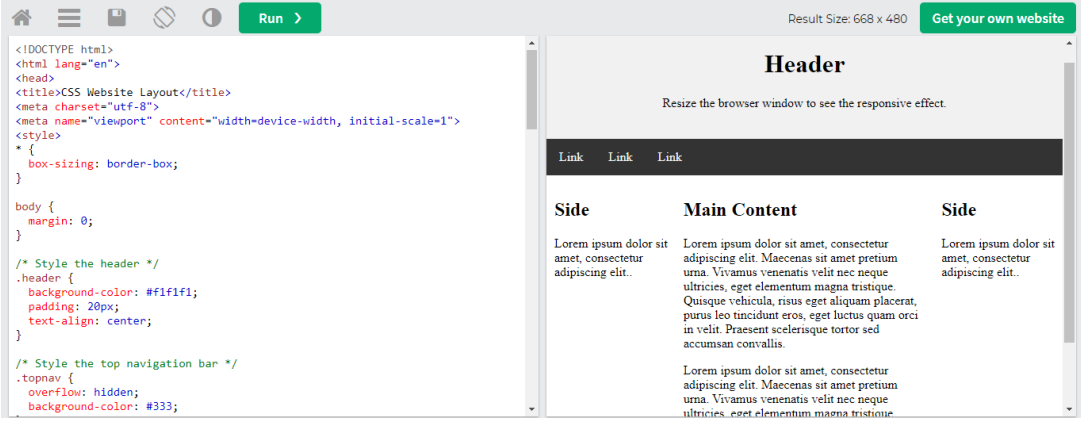 Run ❯
Result Size: 668 x 480
Get your own website
<!DOCTYPE html>
<html lang="en">
<head>
<title>CSS Website Layout</title>
<meta charset="utf-8">
<meta name="viewport" content="width=device-width, initial-scale=1">
<style>
* {
  box-sizing: border-box;
}

body {
  margin: 0;
}

/* Style the header */
.header {
  background-color: #f1f1f1;
  padding: 20px;
  text-align: center;
}

/* Style the top navigation bar */
.topnav {
  overflow: hidden;
  background-color: #333;
Header
Resize the browser window to see the responsive effect.
Link Link Link
Side
Lorem ipsum dolor sit
amet, consectetur
adipiscing elit..
Main Content
Lorem ipsum dolor sit amet, consectetur
adipiscing elit. Maecenas sit amet pretium
urna. Vivamus venenatis velit nec neque
ultricies, eget elementum magna tristique.
Quisque vehicula, risus eget aliquam placerat,
purus leo tincidunt eros, eget luctus quam orci
in velit. Praesent scelerisque tortor sed
accumsan convallis.
Lorem ipsum dolor sit amet, consectetur
adipiscing elit. Maecenas sit amet pretium
urna. Vivamus venenatis velit nec neque
ultricies, eget elementum magna tristique.
Side
Lorem ipsum dolor sit
amet, consectetur
adipiscing elit..